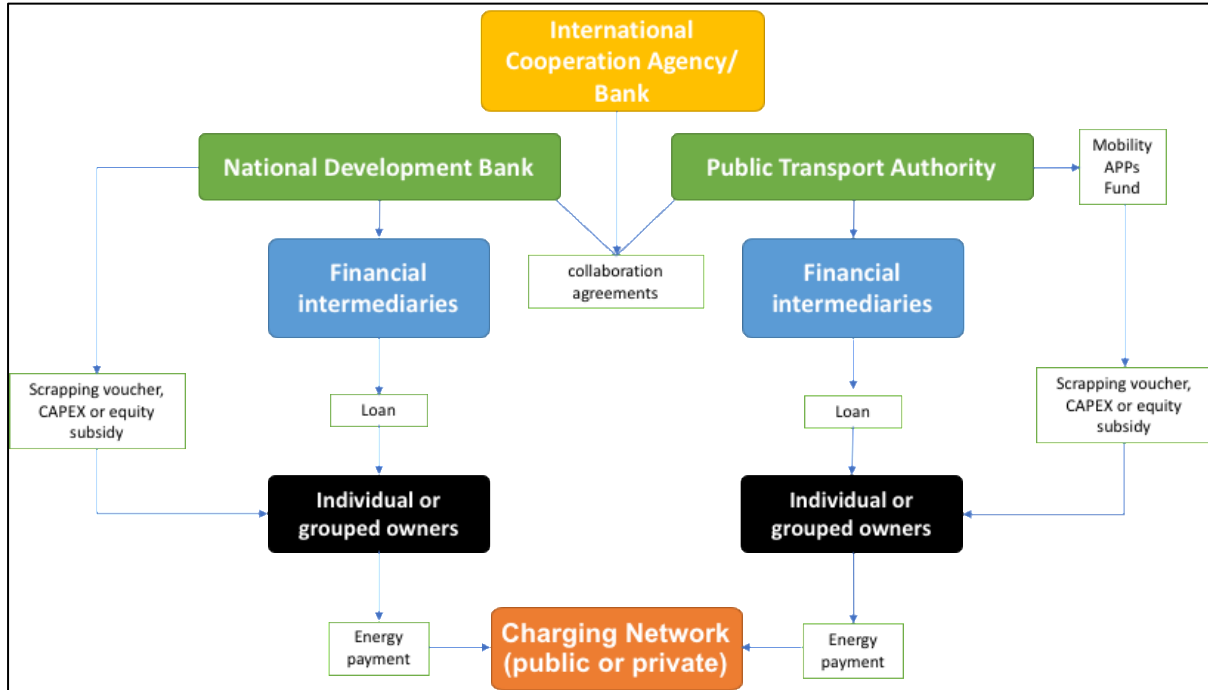 International
Cooperation Agency/
Bank
National Development Bank
Public Transport Authority
Mobility
APPs
Fund
Financial
intermediaries
collaboration
agreements
Financial
intermediaries
Scrapping voucher,
CAPEX or equity
subsidy
Loan
Loan
Scrapping voucher,
CAPEX or equity
subsidy
Individual or
grouped owners
Individual or
grouped owners
Energy
payment
Charging Network
(public or private)
Energy
payment